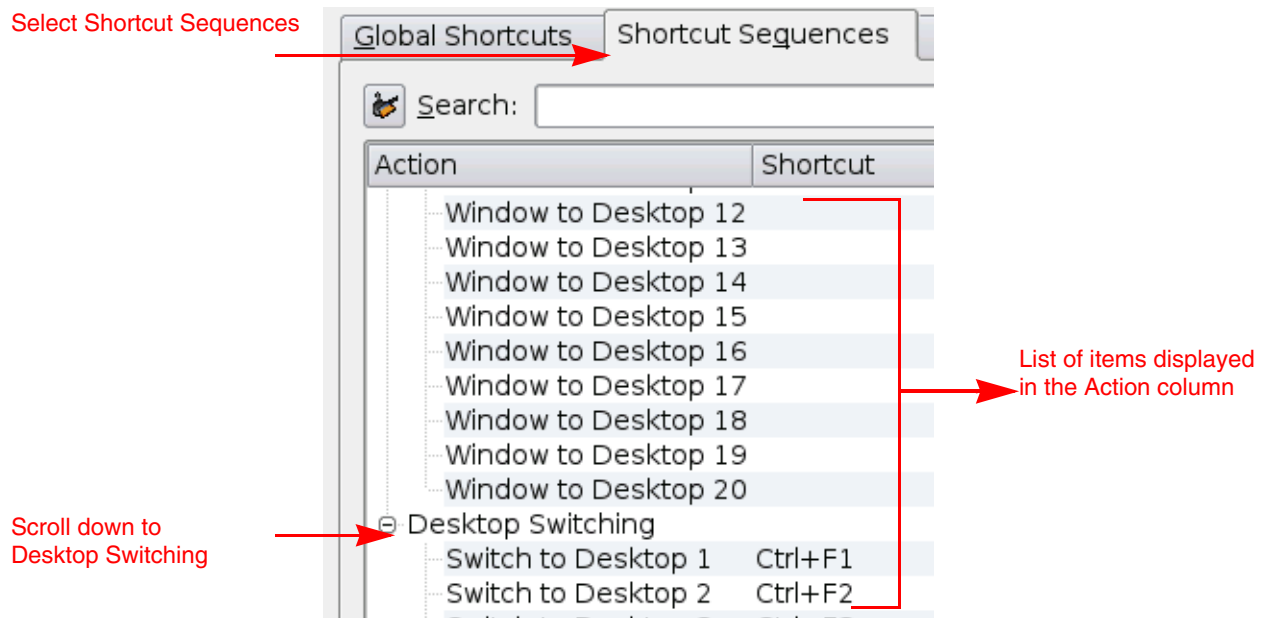 Select Shortcut Sequences
Global Shortcuts
Shortcut Sequences
Search:
Action Shortcut
Window to Desktop 12
Window to Desktop 13
Window to Desktop 14
Window to Desktop 15
Window to Desktop 16
Window to Desktop 17
Window to Desktop 18
Window to Desktop 19
Window to Desktop 20
List of items displayed
in the Action column
Scroll down to
Desktop Switching
Desktop Switching
Switch to Desktop 1 Ctrl+F1
Switch to Desktop 2 Ctrl+F2